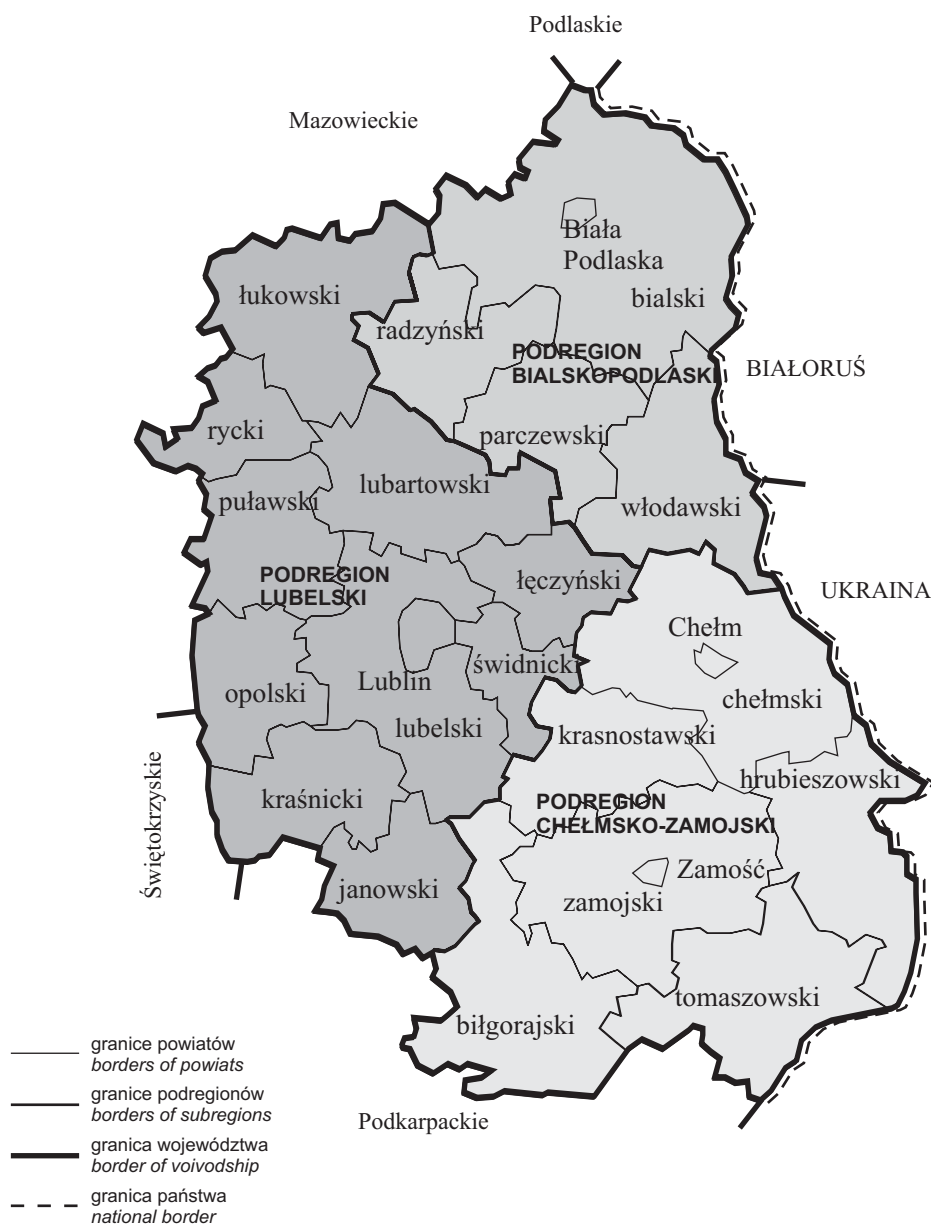 Podlaskie
Mazowieckie
Biała
Podlaska
bialski
łukowski
radzyński
PODREGION
BIALSKOPODLASKI
BIAŁORUŚ
rycki
parczewski
lubartowski
puławski
włodawski
PODREGION
LUBELSKI
łęczyński
UKRAINA
Chełm
świdnicki
Lublin
opolski
chełmski
lubelski
krasnostawski
hrubieszowski
kraśnicki
PODREGION
CHEŁMSKO-ZAMOJSKI
Świętokrzyskie
Zamość
janowski
zamojski
tomaszowski
biłgorajski
Podkarpackie
granice powiatów
borders of powiats
granice podregionów
borders of subregions
granica województwa
border of voivodship
granica państwa
national border